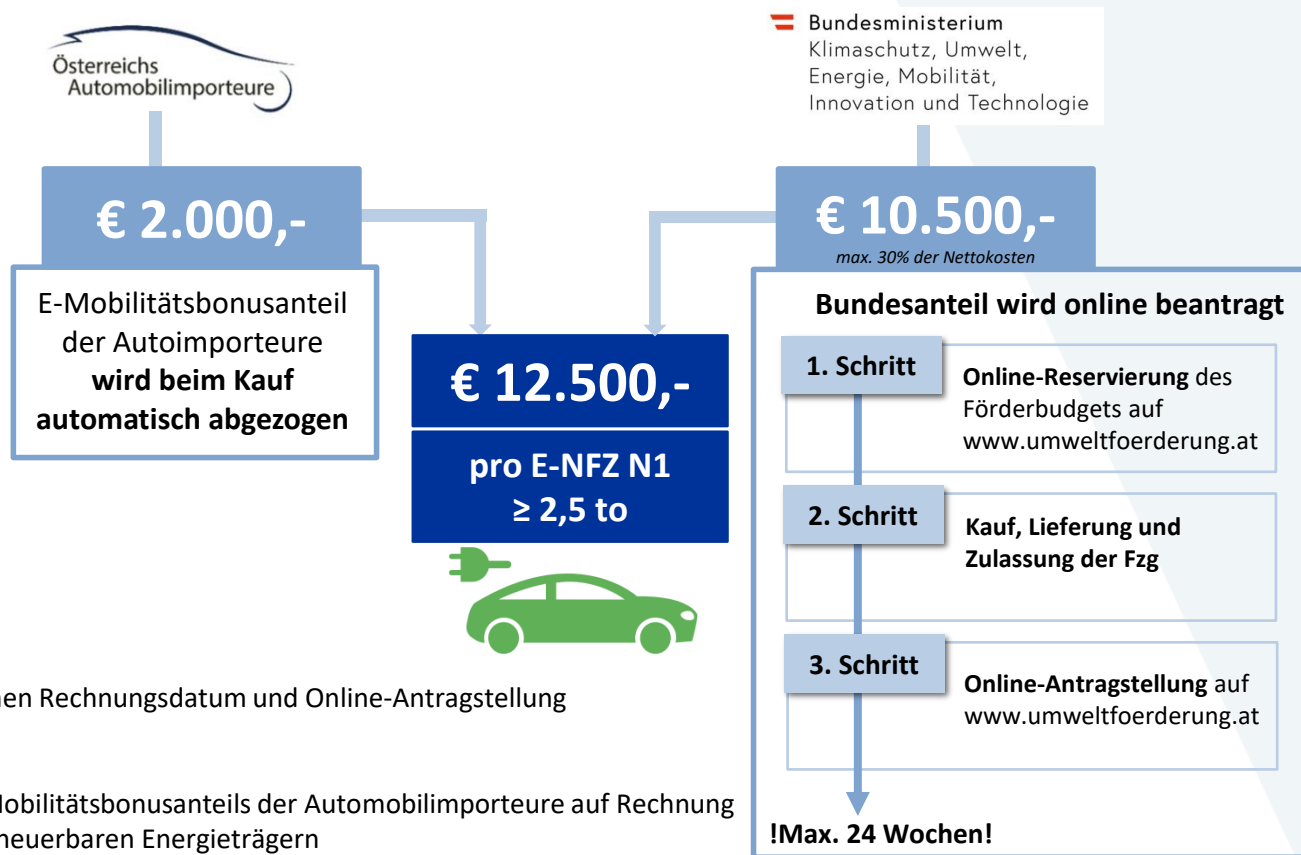 Österreichs
Automobilimporteure
Bundesministerium
Klimaschutz, Umwelt,
Energie, Mobilität,
Innovation und Technologie
€ 2.000,-
E-Mobilitätsbonusanteil
der Autoimporteure
wird beim Kauf
automatisch abgezogen
€ 10.500,-
max. 30% der Nettokosten
€ 12.500,-
pro E-NFZ N1
≥ 2,5 to
Bundesanteil wird online beantragt
1. Schritt
Online-Reservierung des
Förderbudgets auf
www.umweltfoerderung.at
2. Schritt
Kauf, Lieferung und
Zulassung der Fzg
3. Schritt
Online-Antragstellung auf
www.umweltfoerderung.at
!Max. 24 Wochen!
Rechnungsdatum und Online-Antragstellung
der Automobilimporteure auf Rechnung
Energieträgern